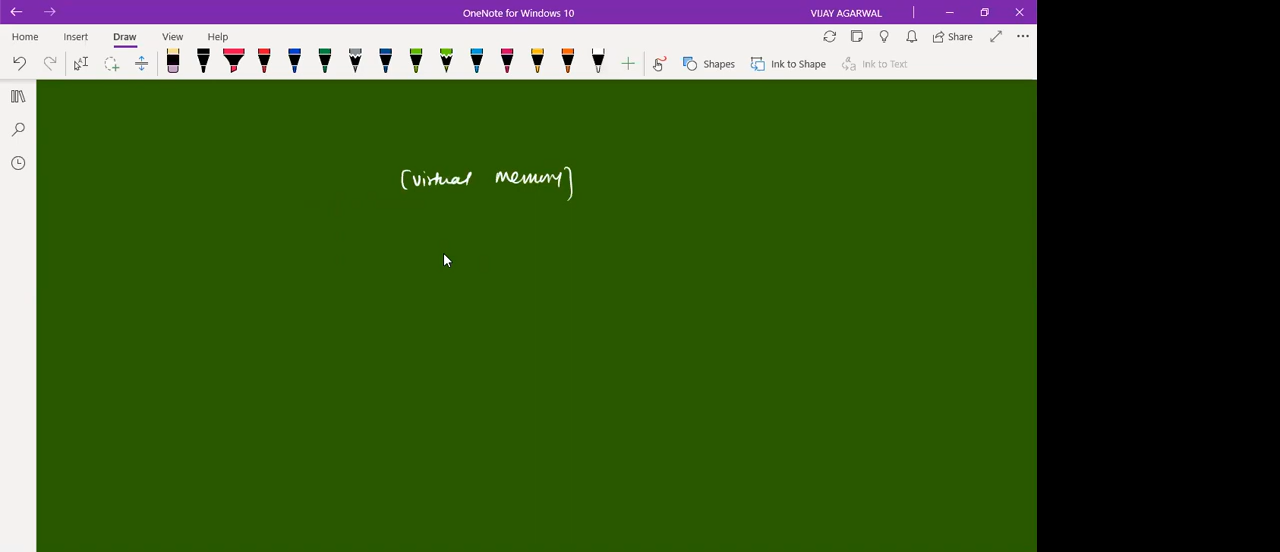 OneNote for Windows 10
VIJAY AGARWAL
Home Insert Draw View Help
Share
Shapes Ink to Shape Ink to Text
[virtual memory]